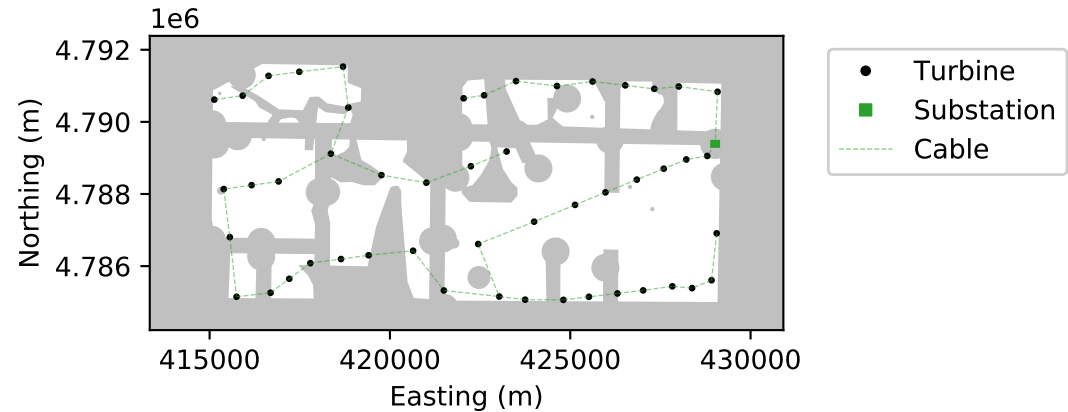 1e6
4.792
4.790
4.788
4.786
Northing (m)
415000 420000 425000 430000
Easting (m)
Turbine
Substation
Cable